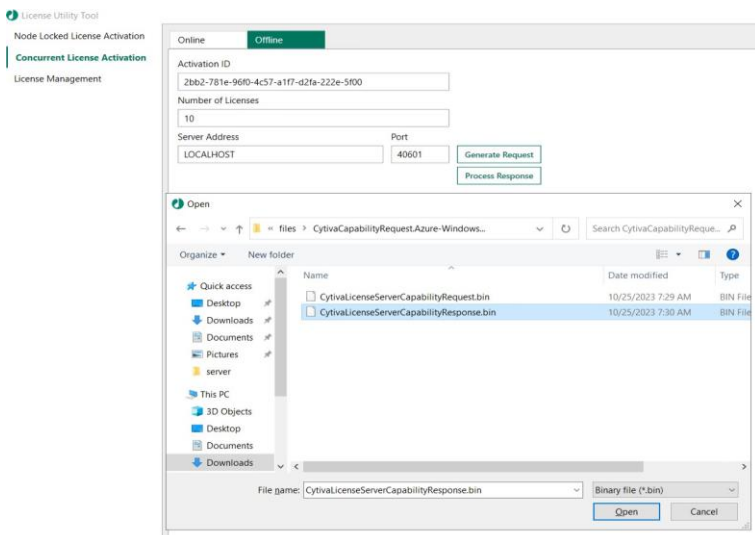 License Utility Tool
Node Locked License Activation
Concurrent License Activation
License Management
Online Offline
Activation ID
2bb2-781e-96f0-4c57-a1f7-d2fa-222e-5f00
Number of Licenses
10
Server Address Port
LOCALHOST 40601 Generate Request
Process Response
Open
« files > CytivaCapabilityRequest.Azure-Windows... Search CytivaCapabilityReque...
Organize New folder
Name Date modified Type
Quick access
Desktop
Downloads
Documents
Pictures
server
This PC
3D Objects
Desktop
Documents
Downloads
CytivaLicenseServerCapabilityRequest.bin 10/25/2023 7:29 AM BIN File
CytivaLicenseServerCapabilityResponse.bin 10/25/2023 7:30 AM BIN File
File name: CytivaLicenseServerCapabilityResponse.bin Binary file (*.bin)
Open Cancel